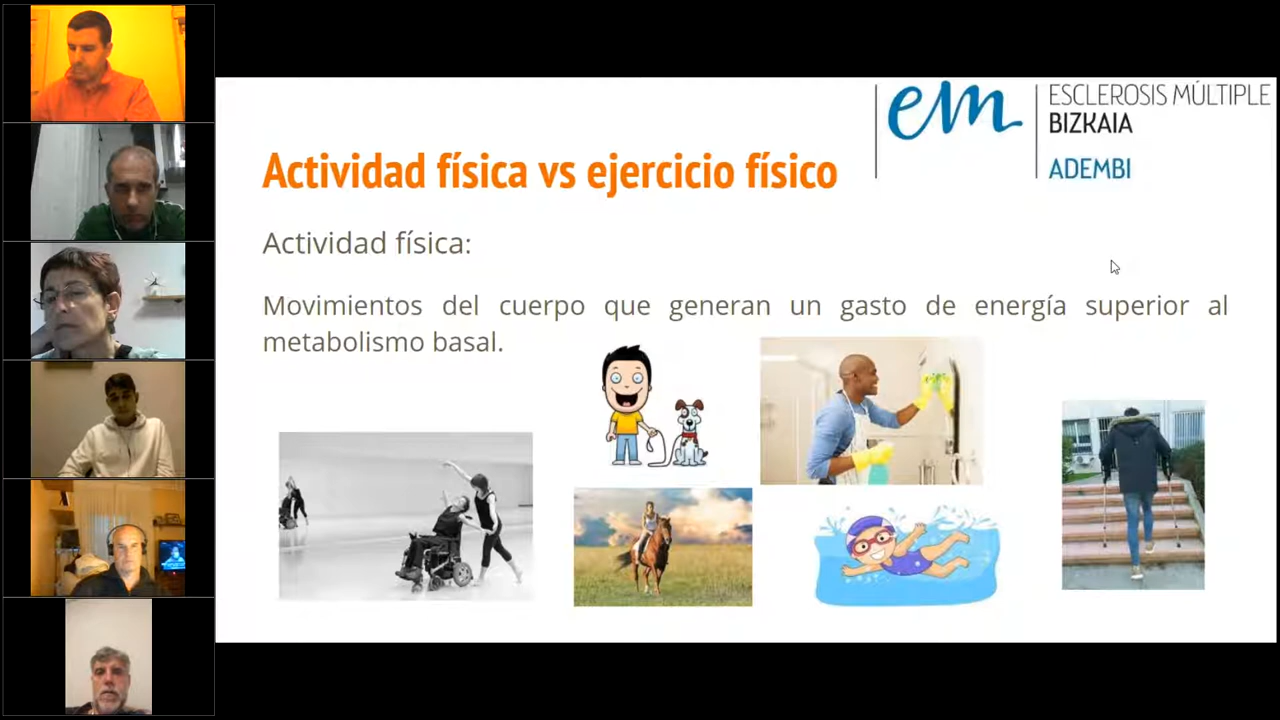 em
ESCLEROSIS MÚLTIPLE
BIZKAIA
ADEMBI
Actividad física vs ejercicio físico
Actividad física:
Movimientos del cuerpo que generan un gasto de energía superior al
metabolismo basal.